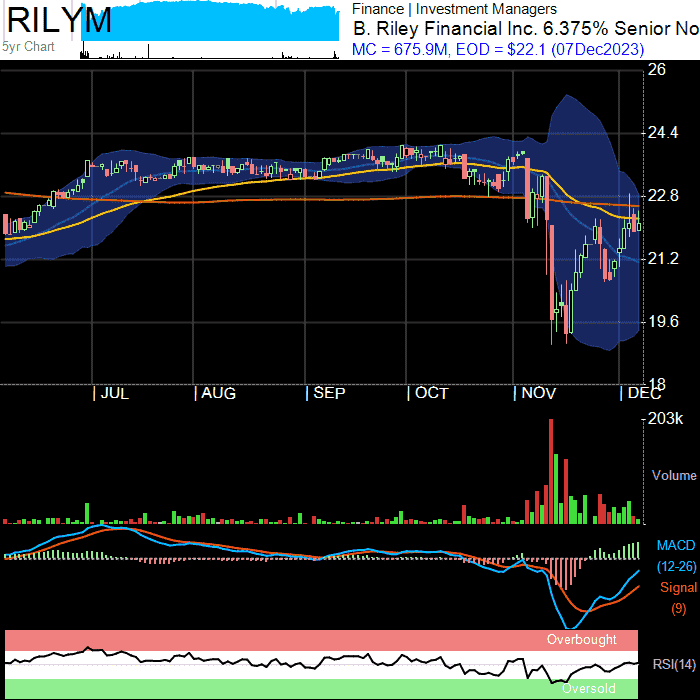 RILYM
5yr Chart
Finance | Investment Managers
B. Riley Financial Inc. 6.375% Senior No
MC = 675.9M, EOD = $22.1 (07Dec2023)
26
24.4
22.8
21.2
19.6
18
JUL
AUG
SEP
OCT
NOV
DEC
203k
Volume
MACD
(12-26)
Signal
(9)
Overbought
RSI(14)
Oversold